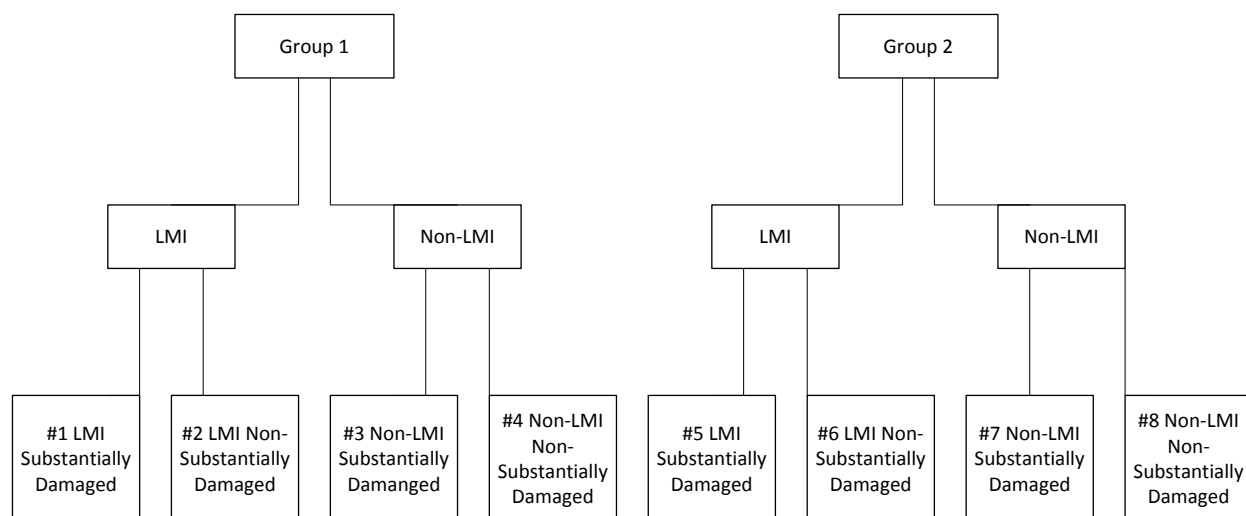 Group 1
Group 2
LMI
Non-LMI
LMI
Non-LMI
#1 LMI
Substantially
Damaged
#2 LMI Non-
Substantially
Damaged
#3 Non-LMI
Substantially
Damanged
#4 Non-LMI
Non-
Substantially
Damaged
#5 LMI
Substantially
Damaged
#6 LMI Non-
Substantially
Damaged
#7 Non-LMI
Substantially
Damaged
#8 Non-LMI
Non-
Substantially
Damaged